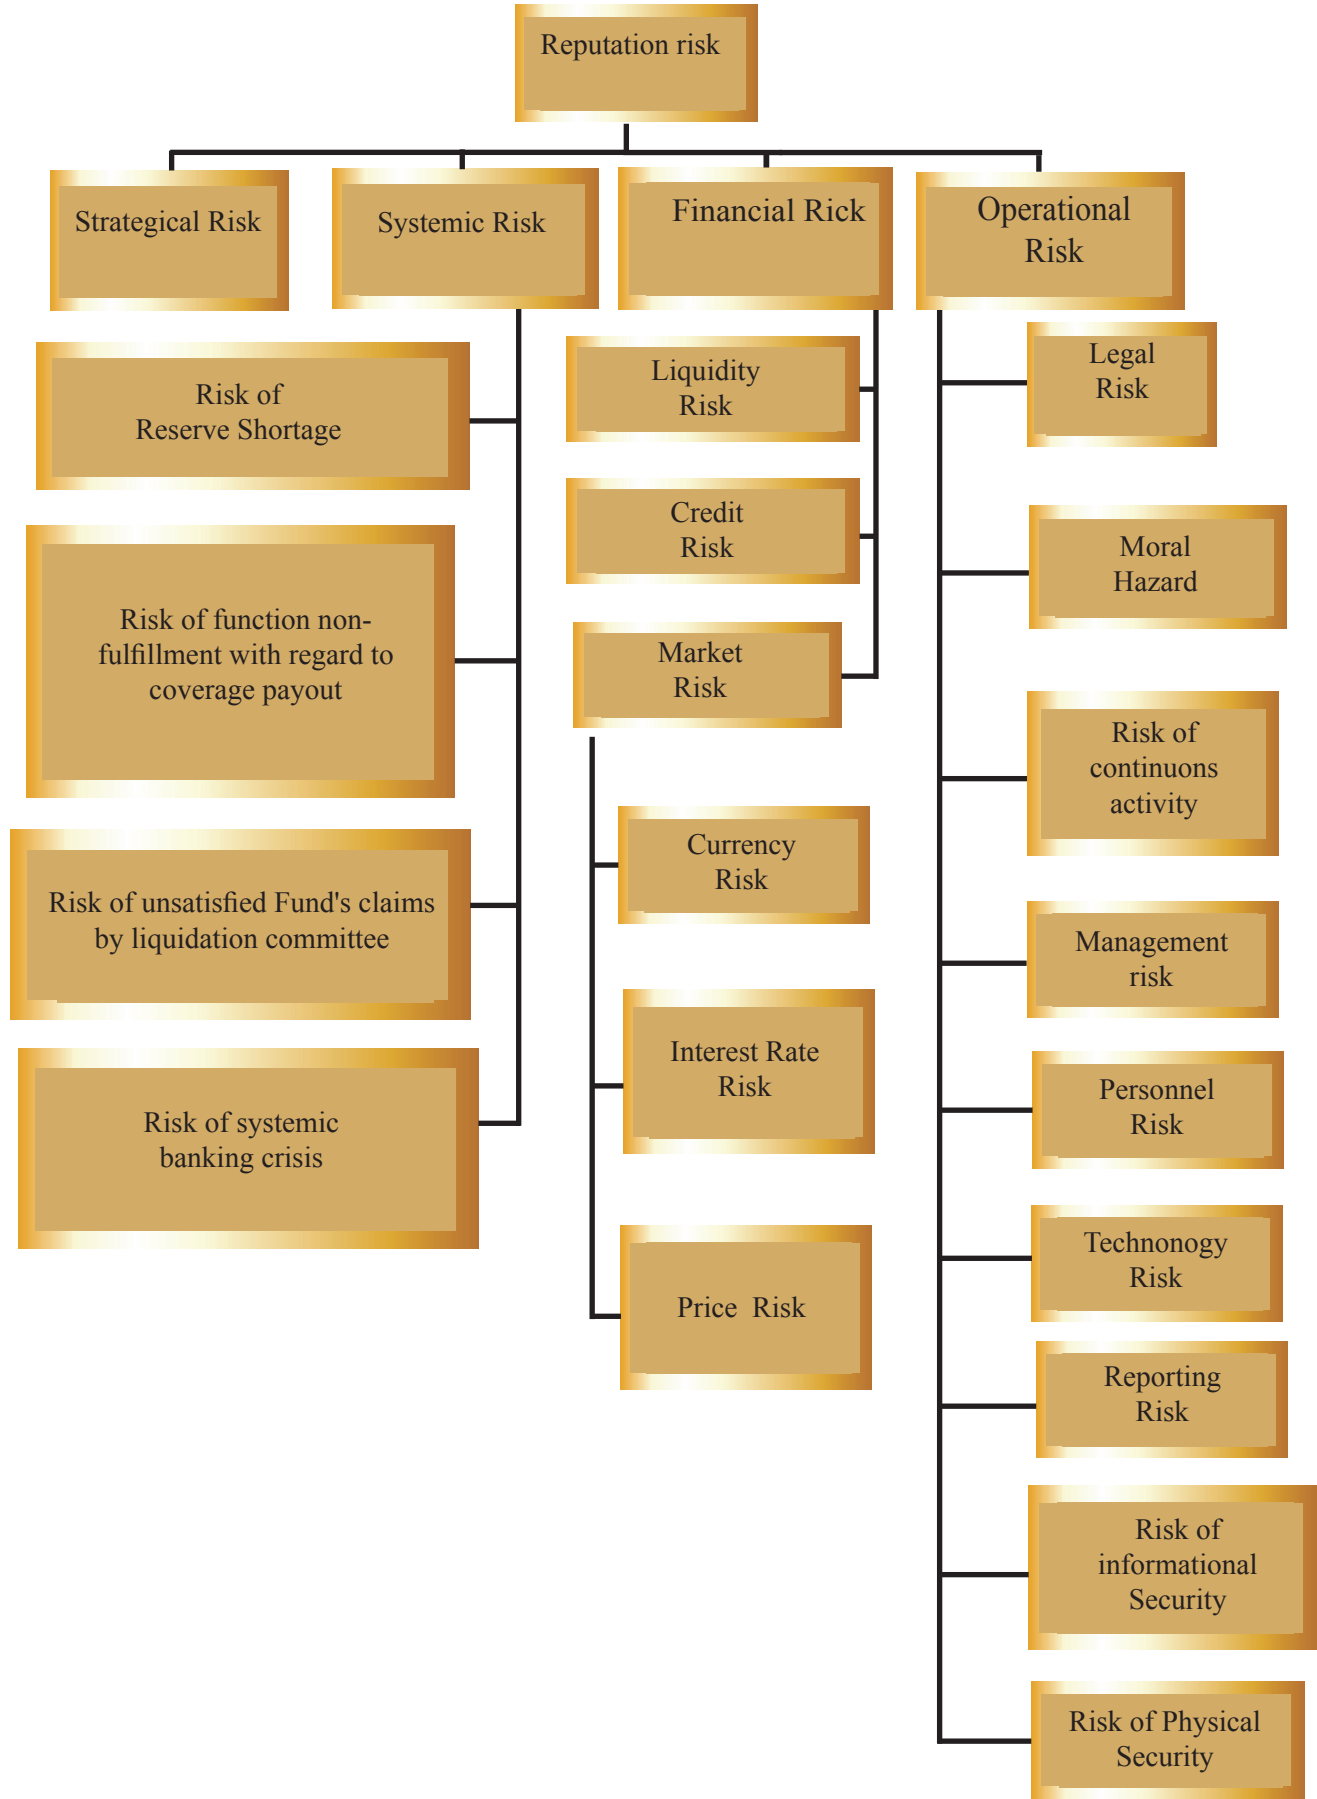 Reputation risk
Strategical Risk
Systemic Risk
Financial Rick
Operational
Risk
Risk of
Reserve Shortage
Risk of function non-
fulfillment with regard to
coverage payout
Risk of unsatisfied Fund's claims
by liquidation committee
Risk of systemic
banking crisis
Liquidity
Risk
Credit
Risk
Market
Risk
Currency
Risk
Interest Rate
Risk
Price  Risk
Legal
Risk
Moral
Hazard
Risk of
continuons
activity
Management
risk
Personnel
Risk
Technonogy
Risk
Reporting
Risk
Risk of
informational
Security
Risk of Physical
Security